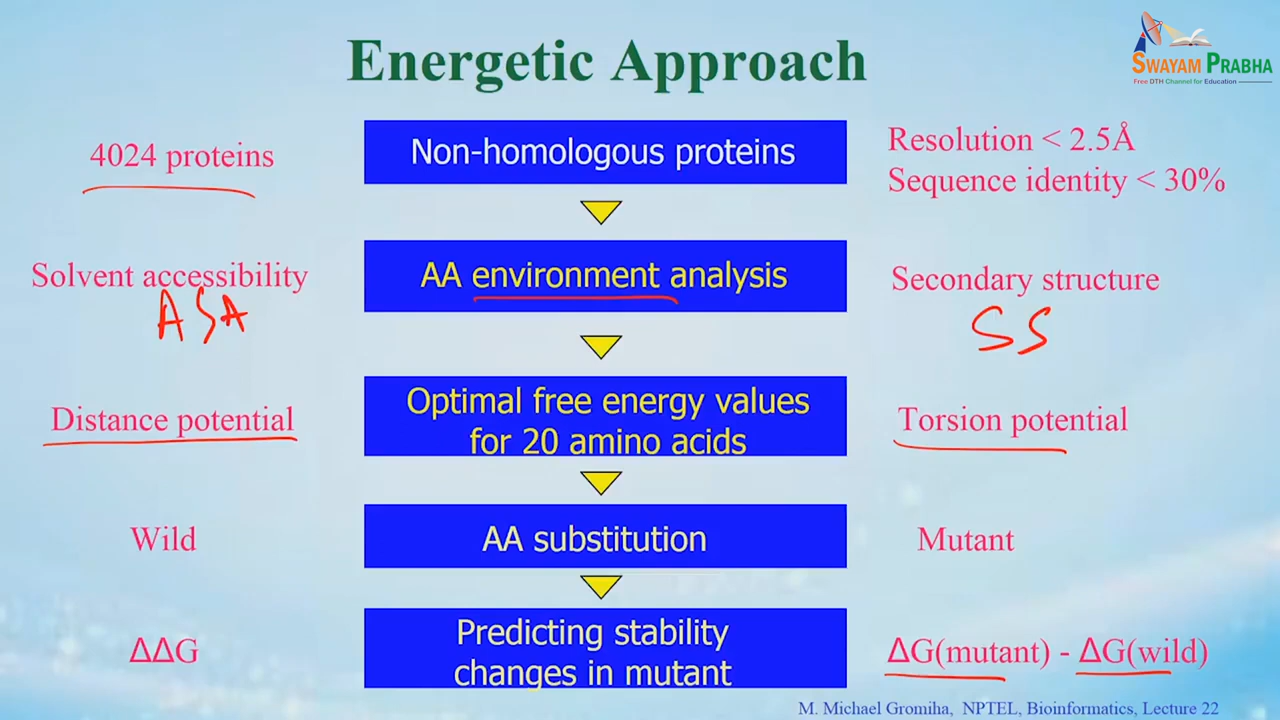 Energetic Approach
SWAYAM PRABHA
Free DTH Channel for Education
4024 proteins
Non-homologous proteins
Resolution < 2.5Å
Sequence identity < 30%
Solvent accessibility
ASA
AA environment analysis
Secondary structure
SS
Distance potential
Optimal free energy values
for 20 amino acids
Torsion potential
Wild
AA substitution
Mutant
ΔΔG
Predicting stability
changes in mutant
ΔG(mutant) - ΔG(wild)
M. Michael Gromiha, NPTEL, Bioinformatics, Lecture 22